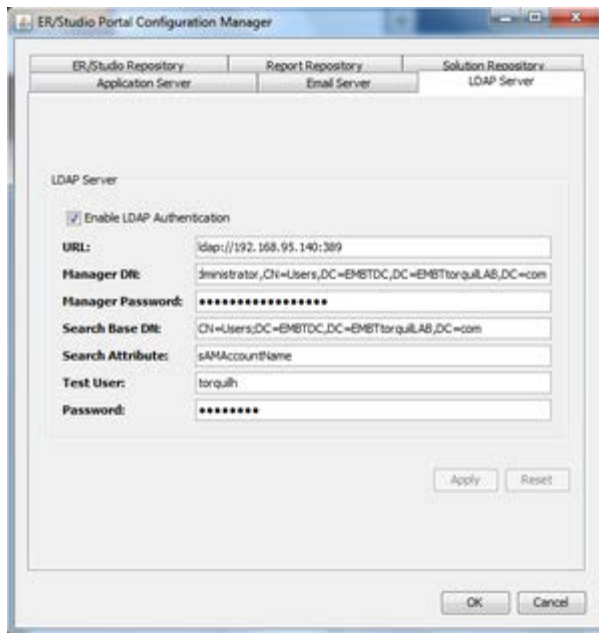 ER/Studio Portal Configuration Manager
ER/Studio Repository Report Repository Solution Repository
Application Server Email Server LDAP Server
LDAP Server
Enable LDAP Authentication
URL: ldap://192.168.95.140:389
Manager DN: dministrator,CN=Users,DC=EMBTDC,DC=EMBTtorquilLAB,DC=com
Manager Password: •••••••••••••••••
Search Base DN: CN=Users;DC=EMBTDC,DC=EMBTtorquilLAB,DC=com
Search Attribute: sAMAccountName
Test User: torquilh
Password: ••••••••
Apply Reset
OK Cancel